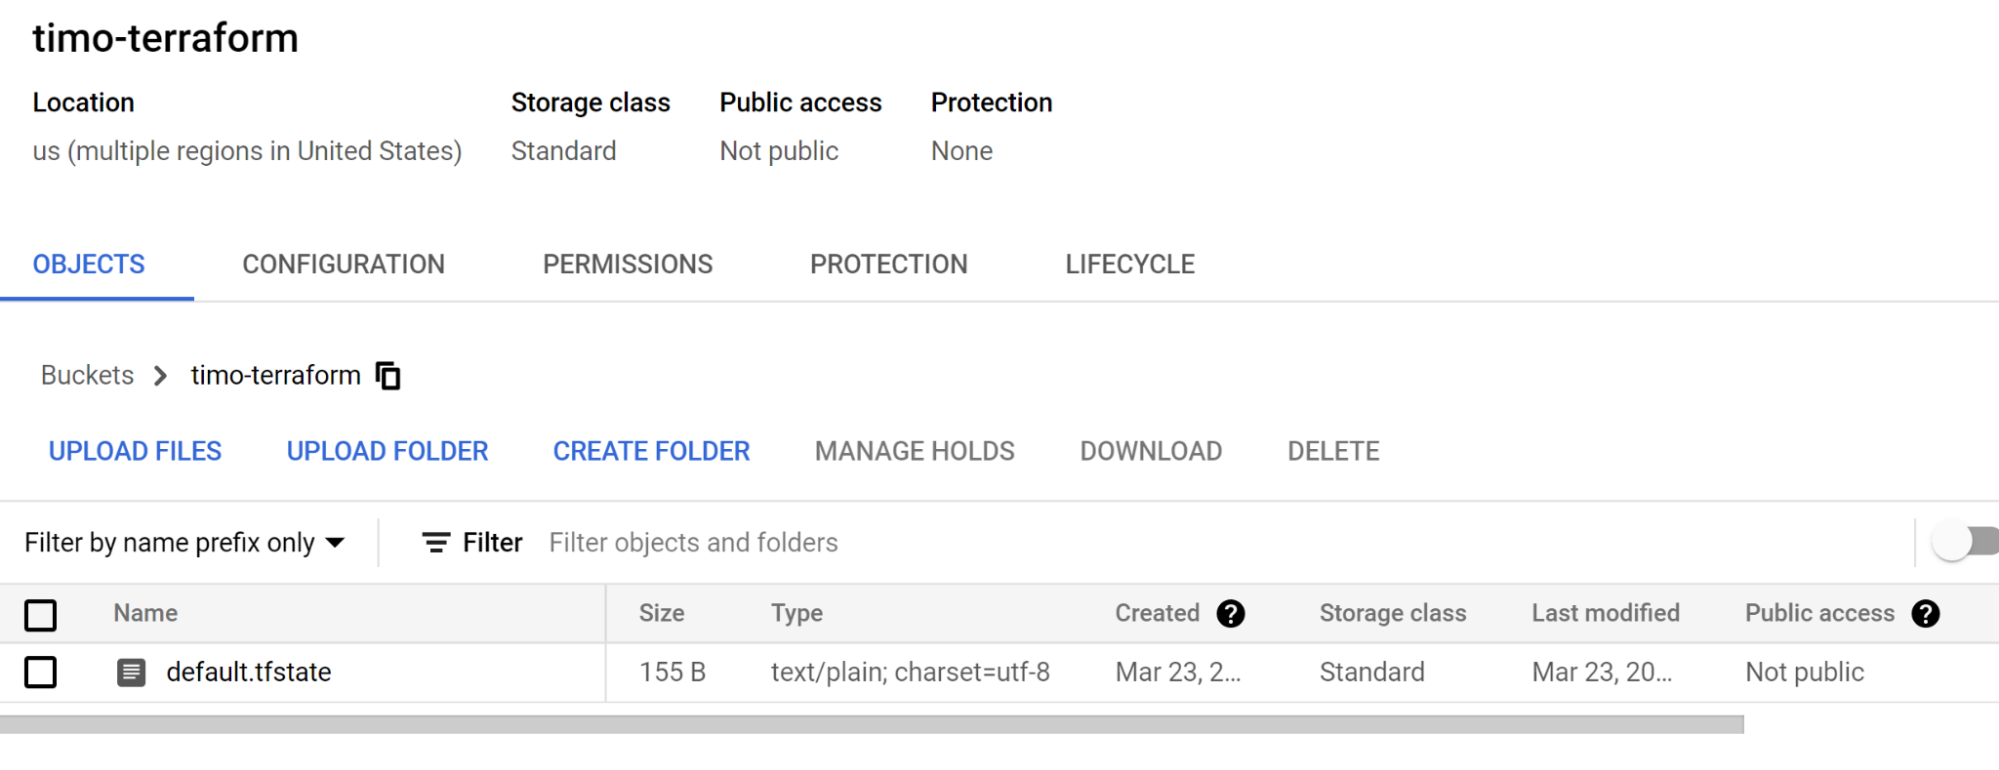 timo-terraform
Location Storage class Public access Protection
us (multiple regions in United States) Standard Not public None
OBJECTS CONFIGURATION PERMISSIONS PROTECTION LIFECYCLE
Buckets timo-terraform
UPLOAD FILES UPLOAD FOLDER CREATE FOLDER MANAGE HOLDS DOWNLOAD DELETE
Filter by name prefix only Filter Filter objects and folders
Name Size Type Created ? Storage class Last modified Public access ?
default.tfstate 155 B text/plain; charset=utf-8 Mar 23, 2... Standard Mar 23, 20... Not public